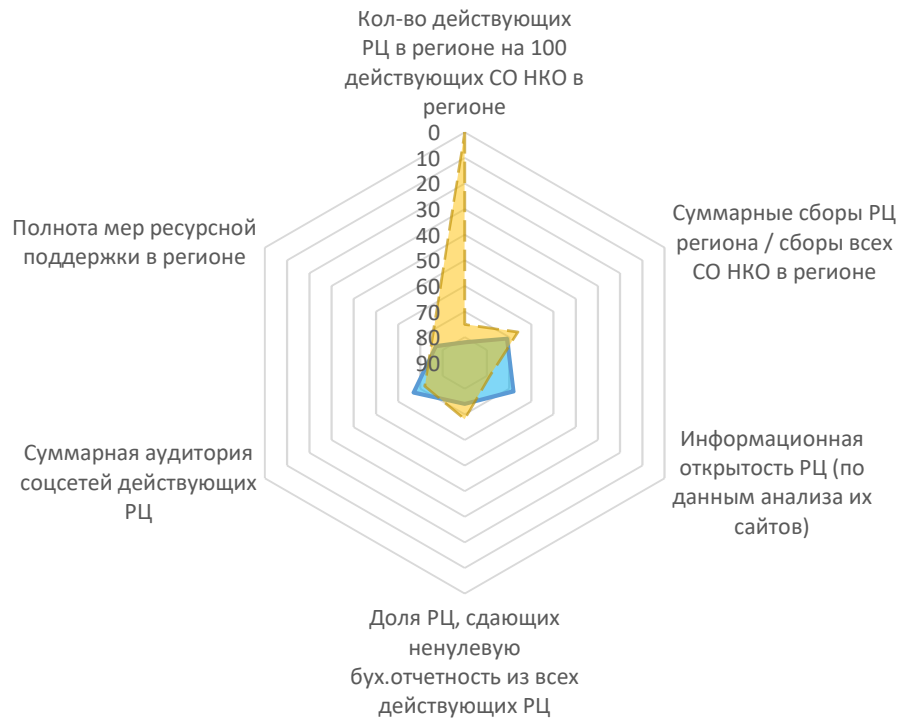 Кол-во действующих
РЦ в регионе на 100
действующих СО НКО в
регионе
0
10
20
30
40
50
60
70
80
90
Суммарные сборы РЦ
региона / сборы всех
СО НКО в регионе
Информационная
открытость РЦ (по
данным анализа их
сайтов)
Доля РЦ, сдающих
ненулевую
бух.отчетность из всех
действующих РЦ
Суммарная аудитория
соцсетей действующих
РЦ
Полнота мер ресурсной
поддержки в регионе